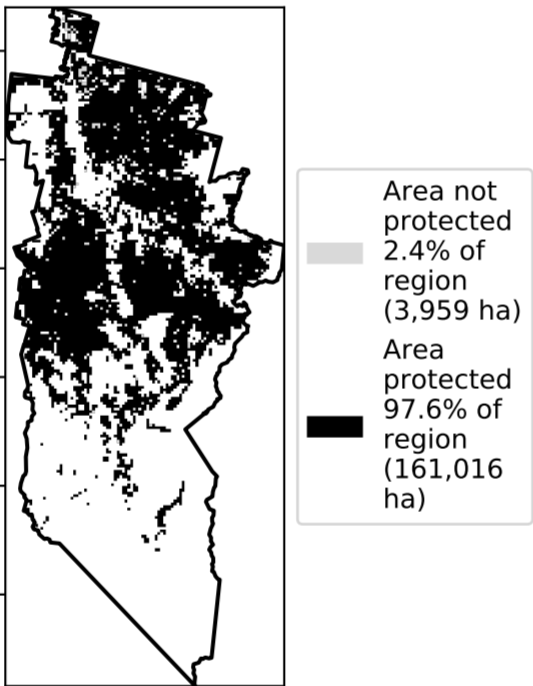 Area not
protected
2.4% of
region
(3,959 ha)
Area
protected
97.6% of
region
(161,016
ha)